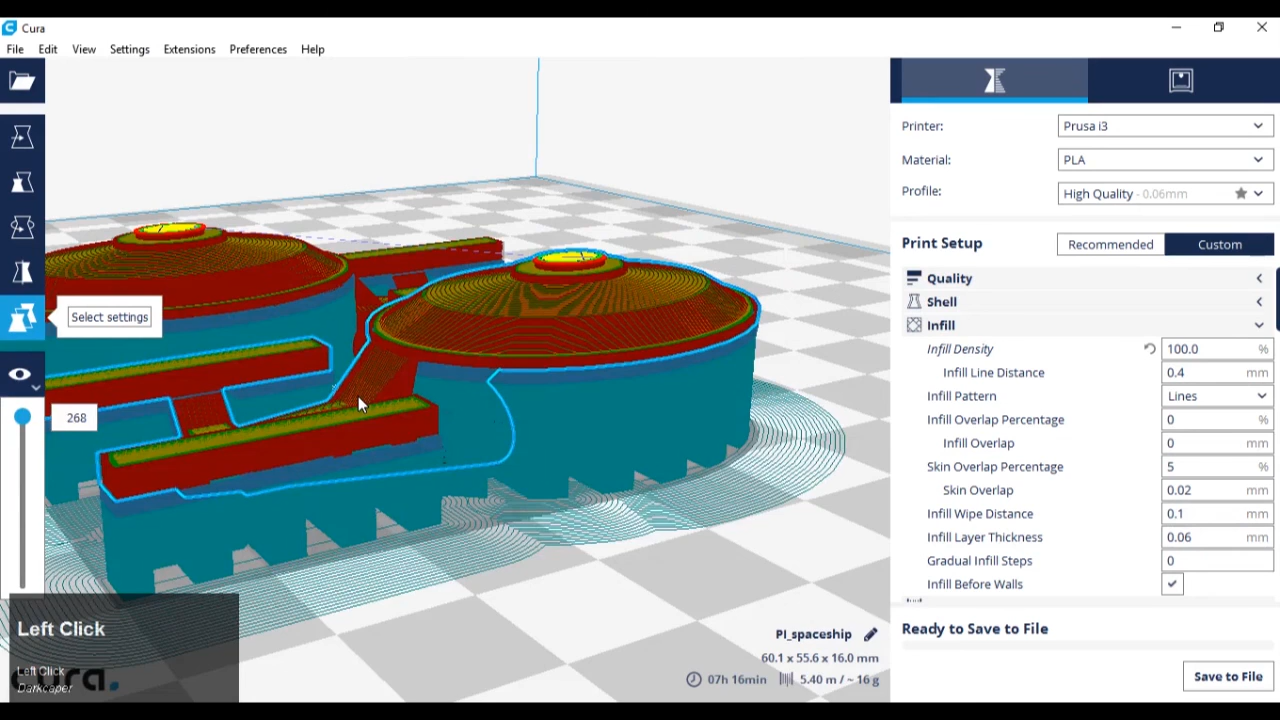 Cura
File Edit View Settings Extensions Preferences Help
Printer: Prusa i3
Material: PLA
Profile: High Quality - 0.06mm
Print Setup Recommended Custom
Quality
Shell
Infill
Infill Density 100.0 %
Infill Line Distance 0.4 mm
Infill Pattern Lines
Infill Overlap Percentage 0 %
Infill Overlap 0 mm
Skin Overlap Percentage 5 %
Skin Overlap 0.02 mm
Infill Wipe Distance 0.1 mm
Infill Layer Thickness 0.06 mm
Gradual Infill Steps 0
Infill Before Walls
Select settings
268
Left Click
Left Click
Darkcaper
cura.
PI_spaceship
60.1 x 55.6 x 16.0 mm
07h 16min 5.40 m / ~ 16 g
Ready to Save to File
Save to File